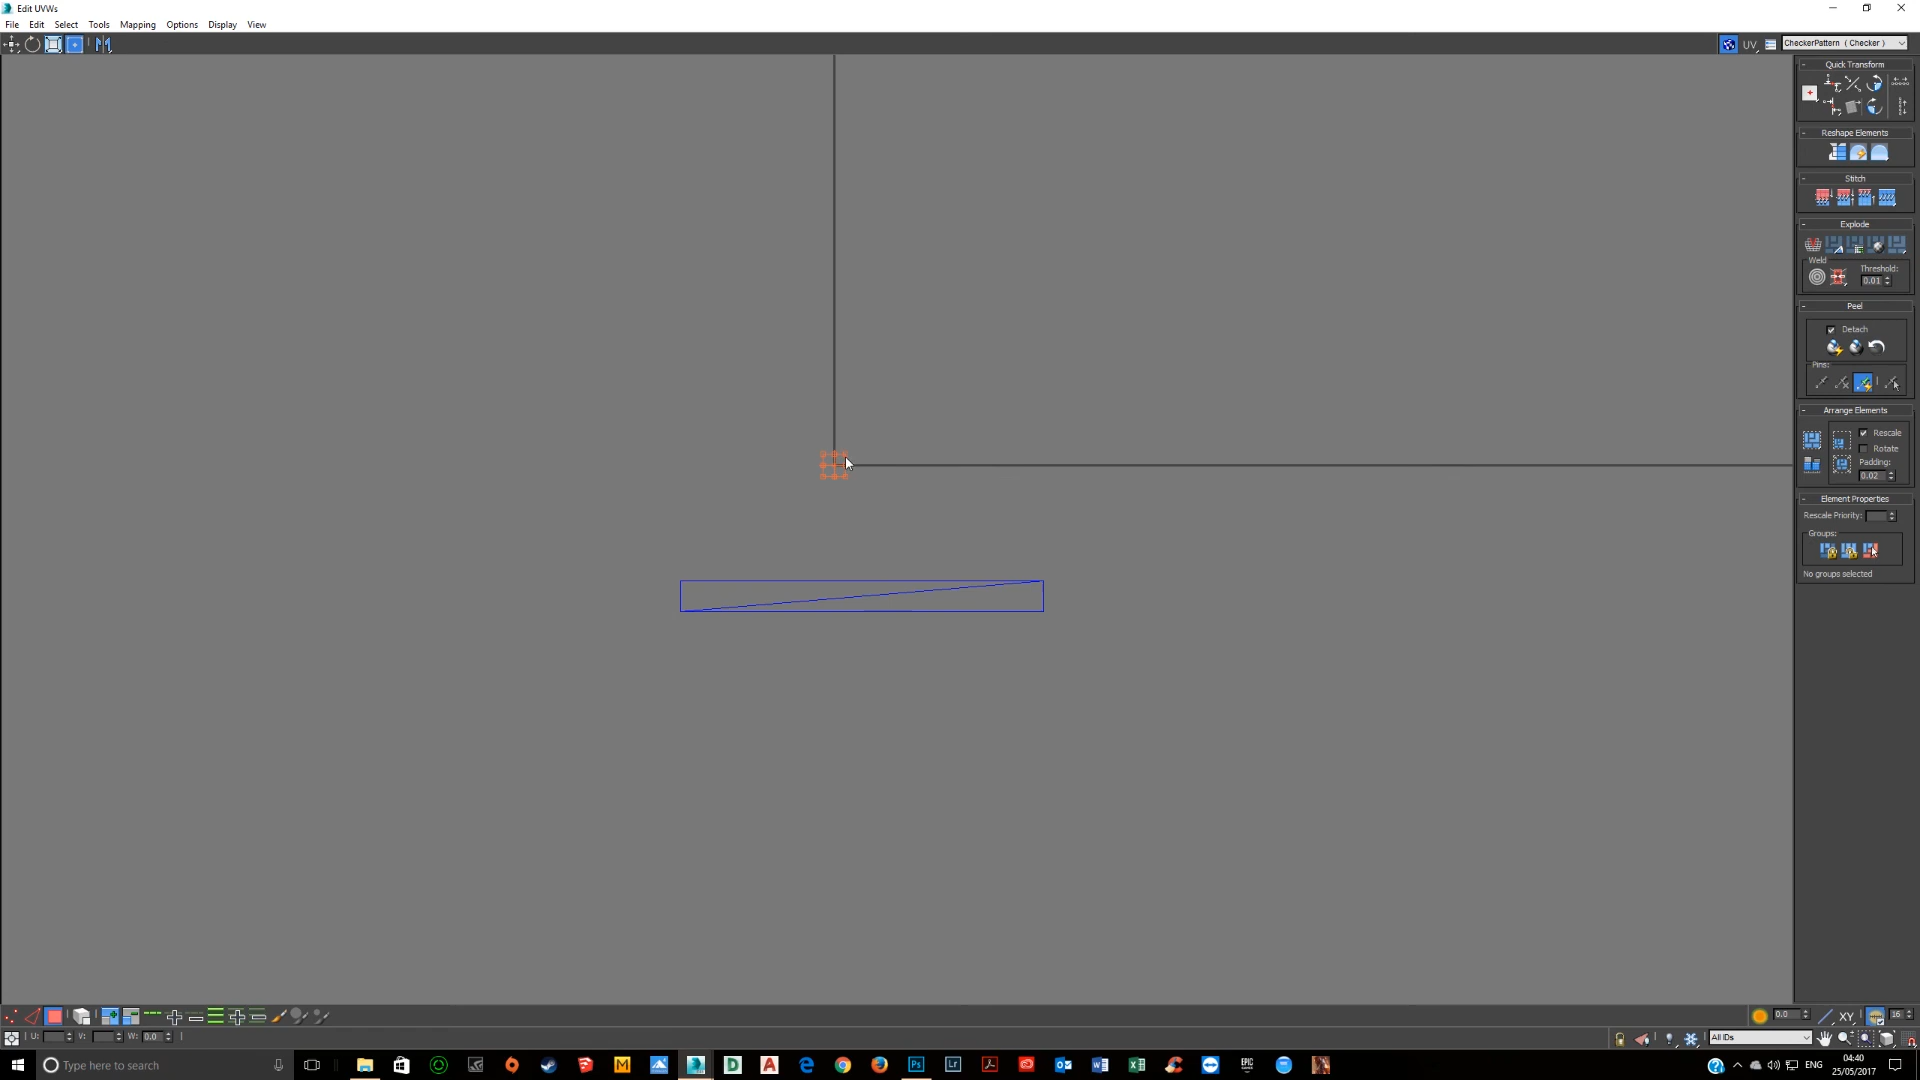 Edit UVWs
File Edit Select Tools Mapping Options Display View
UV CheckerPattern ( Checker )
Quick Transform
Reshape Elements
Stitch
Explode
Weld
Threshold:
0.01
Peel
Detach
Pins:
Arrange Elements
Rescale
Rotate
Padding:
0.02
Element Properties
Rescale Priority:
Groups:
No groups selected
0.0 XY 16
U: V: W: 0.0 All IDs
Type here to search
ENG
04:40
25/05/2017